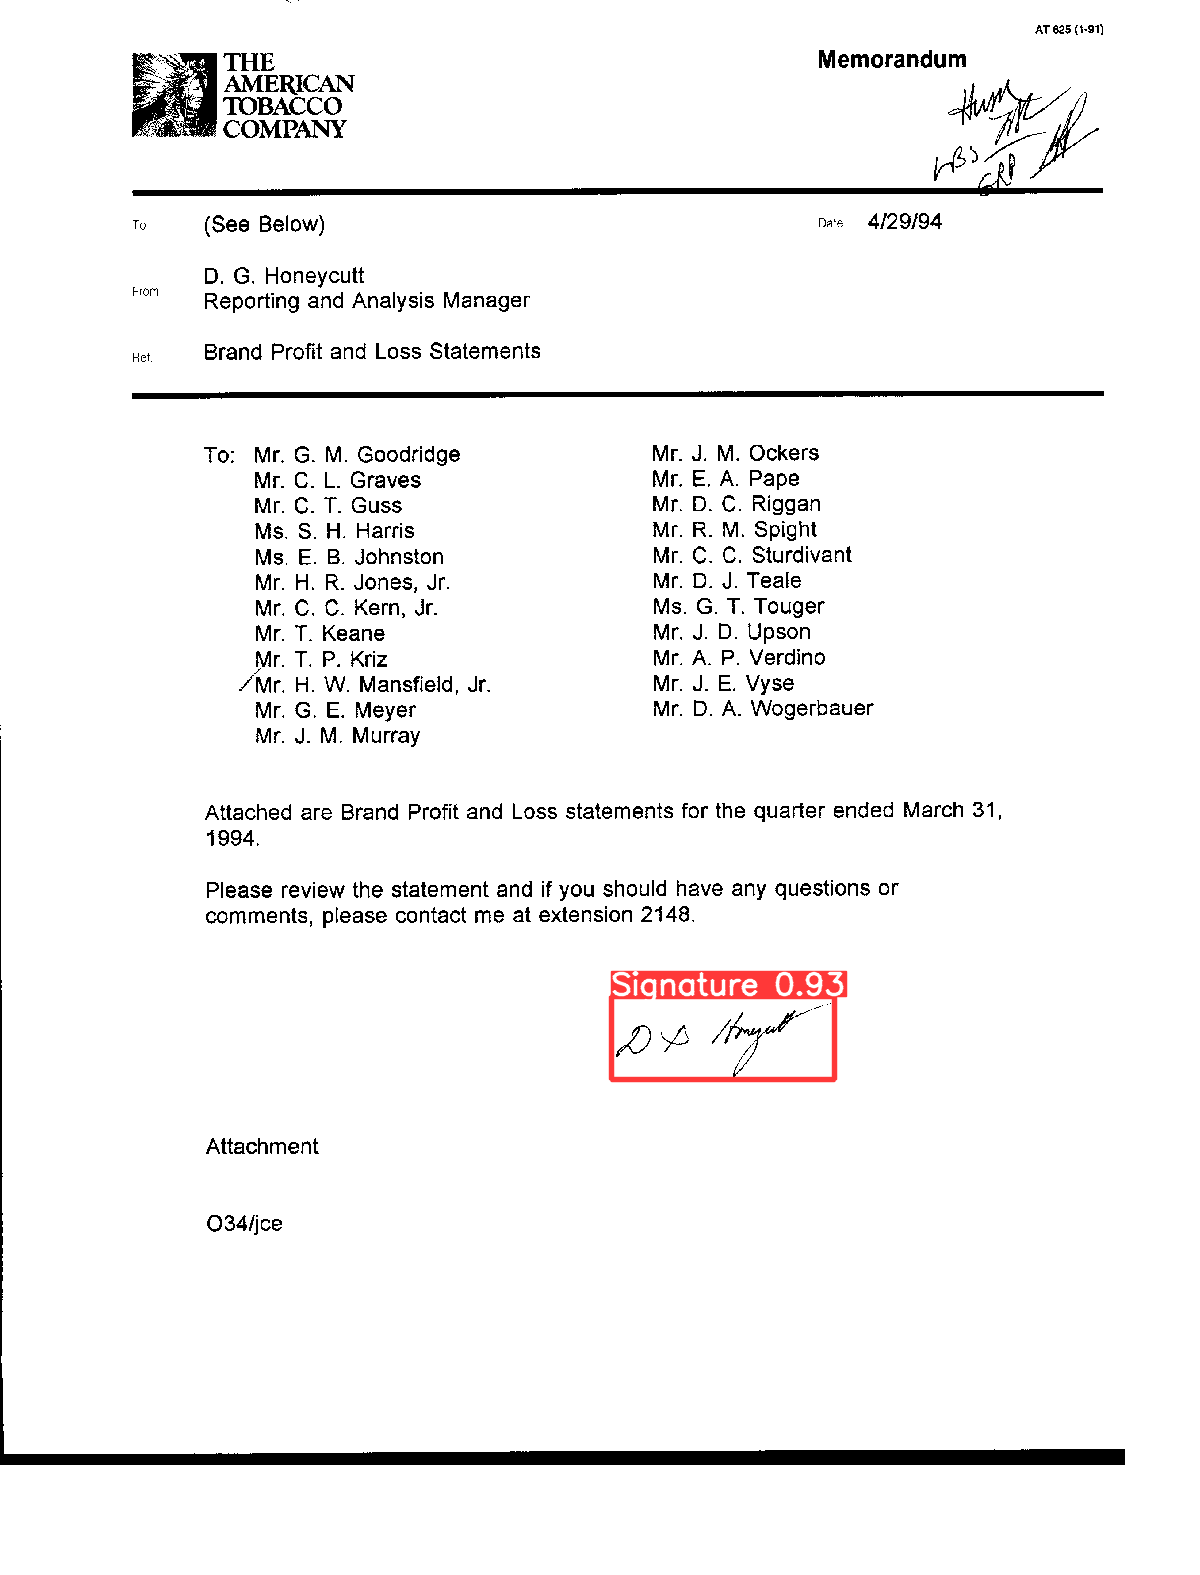 AT 625 (1-91)
THE
AMERICAN
TOBACCO
COMPANY
Memorandum
HWM
LBJ
GRP
To (See Below)
Date 4/29/94
From D. G. Honeycutt
Reporting and Analysis Manager
Ref. Brand Profit and Loss Statements
To: Mr. G. M. Goodridge
Mr. C. L. Graves
Mr. C. T. Guss
Ms. S. H. Harris
Ms. E. B. Johnston
Mr. H. R. Jones, Jr.
Mr. C. C. Kern, Jr.
Mr. T. Keane
Mr. T. P. Kriz
Mr. H. W. Mansfield, Jr.
Mr. G. E. Meyer
Mr. J. M. Murray
Mr. J. M. Ockers
Mr. E. A. Pape
Mr. D. C. Riggan
Mr. R. M. Spight
Mr. C. C. Sturdivant
Mr. D. J. Teale
Ms. G. T. Touger
Mr. J. D. Upson
Mr. A. P. Verdino
Mr. J. E. Vyse
Mr. D. A. Wogerbauer
Attached are Brand Profit and Loss statements for the quarter ended March 31,
1994.
Please review the statement and if you should have any questions or
comments, please contact me at extension 2148.
Signature 0.93
D G Honeycutt
Attachment
O34/jce